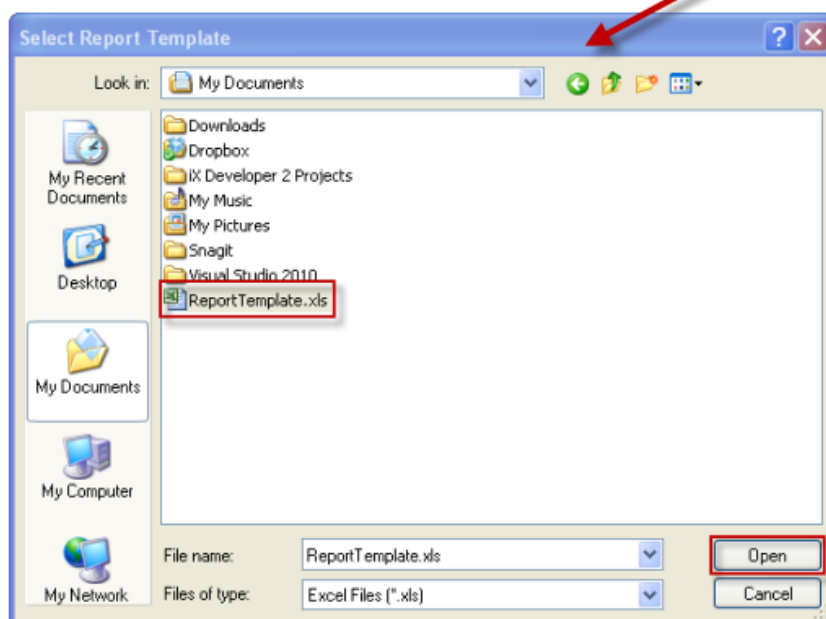 Select Report Template
Look in: My Documents
Downloads
Dropbox
iX Developer 2 Projects
My Music
My Pictures
Snagit
Visual Studio 2010
ReportTemplate.xls
My Recent
Documents
Desktop
My Documents
My Computer
My Network
File name: ReportTemplate.xls Open
Files of type: Excel Files (*.xls) Cancel